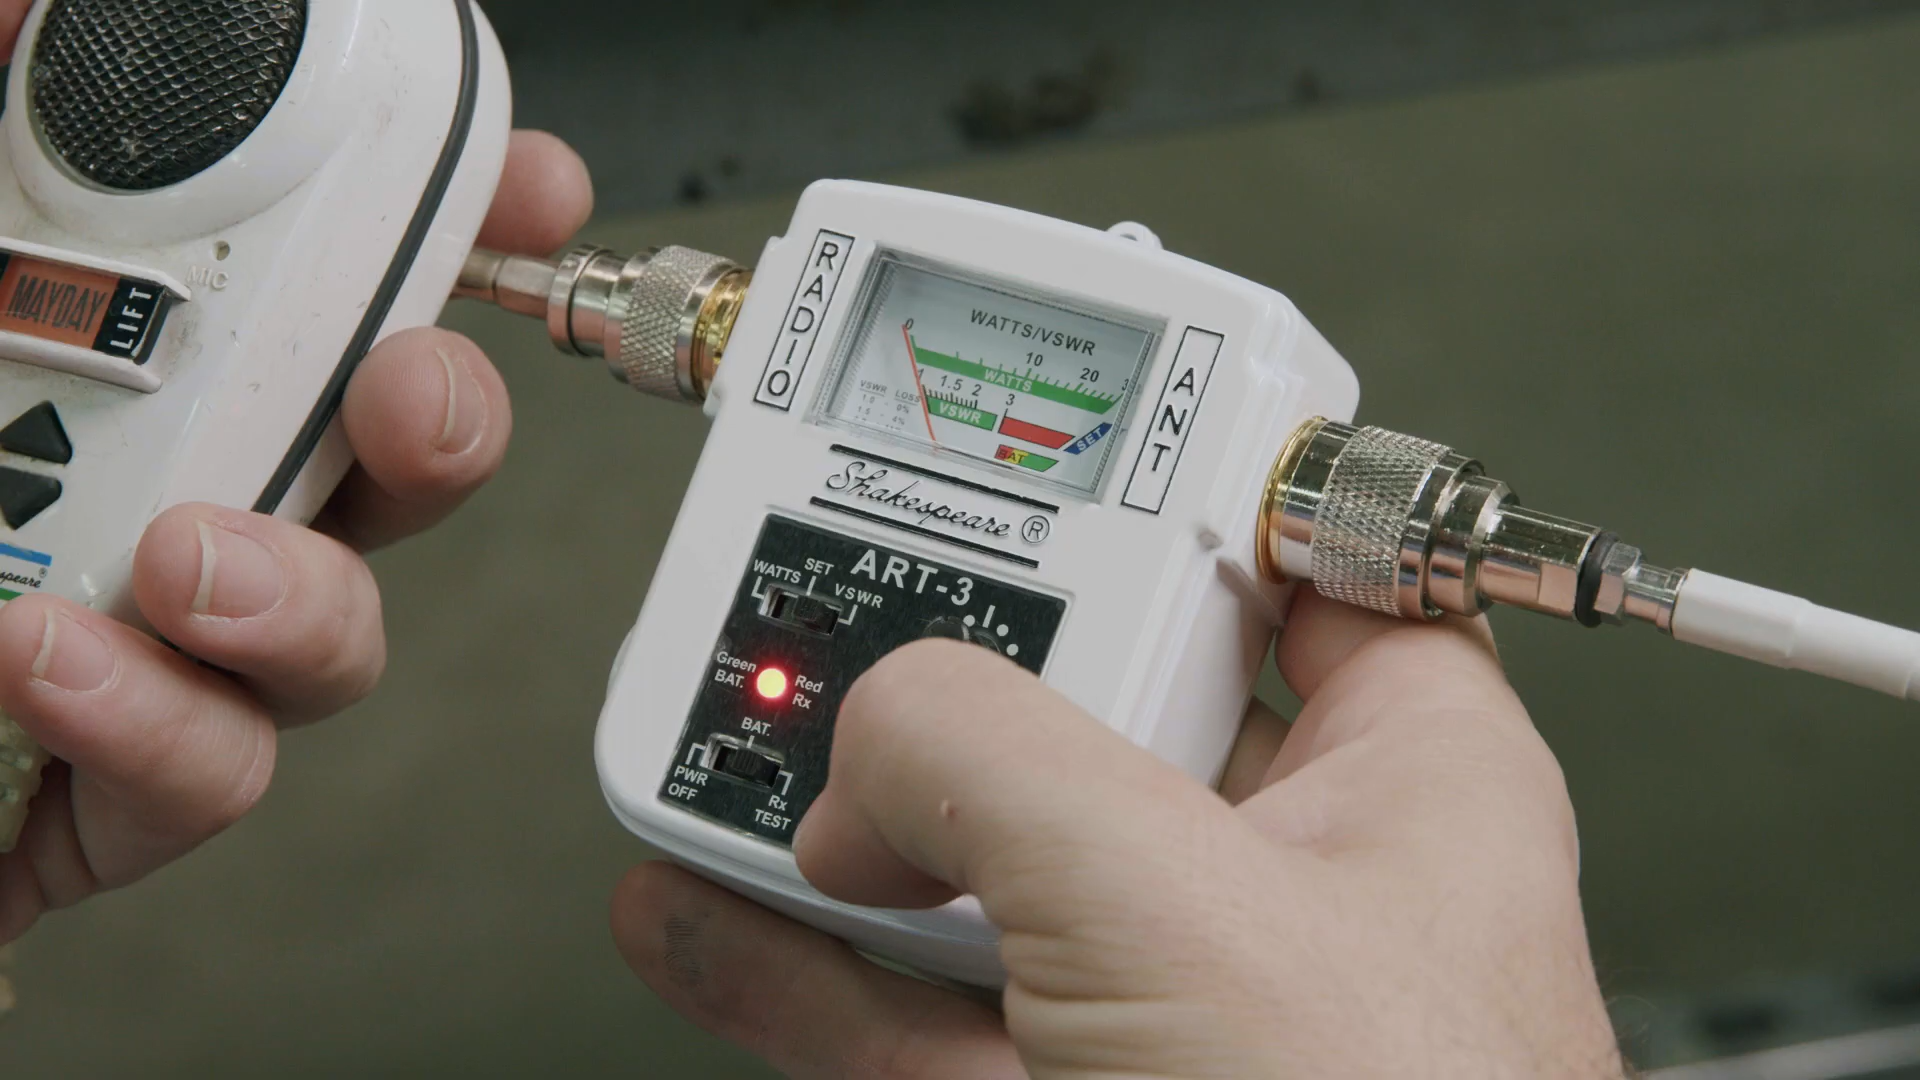 MIC
MAYDAY
LIFT
speare®
RADIO
WATTS/VSWR
0 10 20 3
WATTS
1 1.5 2 3
VSWR
SET
BAT
VSWR LOSS
1.0 0%
1.5 - 4%
ANT
Shakespeare®
ART-3
WATTS SET VSWR
Green
BAT.
Red
Rx
BAT.
PWR
OFF
Rx
TEST